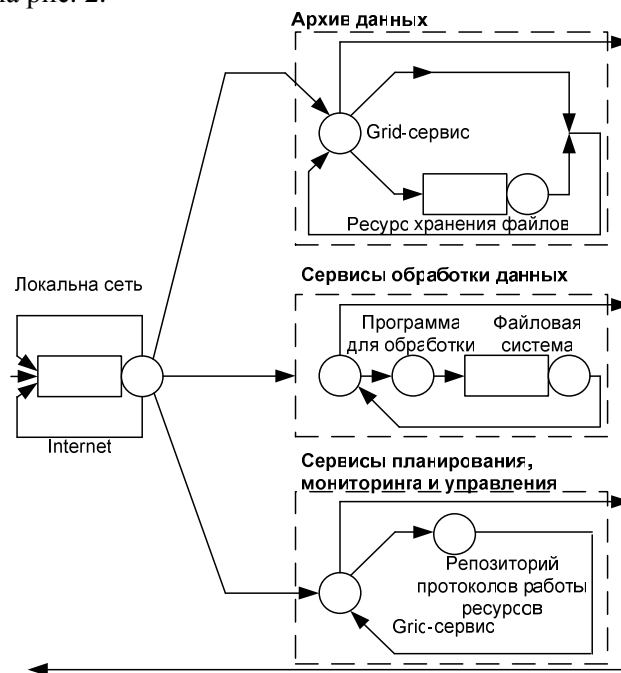 на рис. 2.
Архив данных
Grid-сервис
Ресурс хранения файлов
Локальна сеть
Internet
Сервисы обработки данных
Программа
для обработки
Файловая
система
Сервисы планирования,
мониторинга и управления
Репозиторий
протоколов работы
ресурсов
Grid-сервис